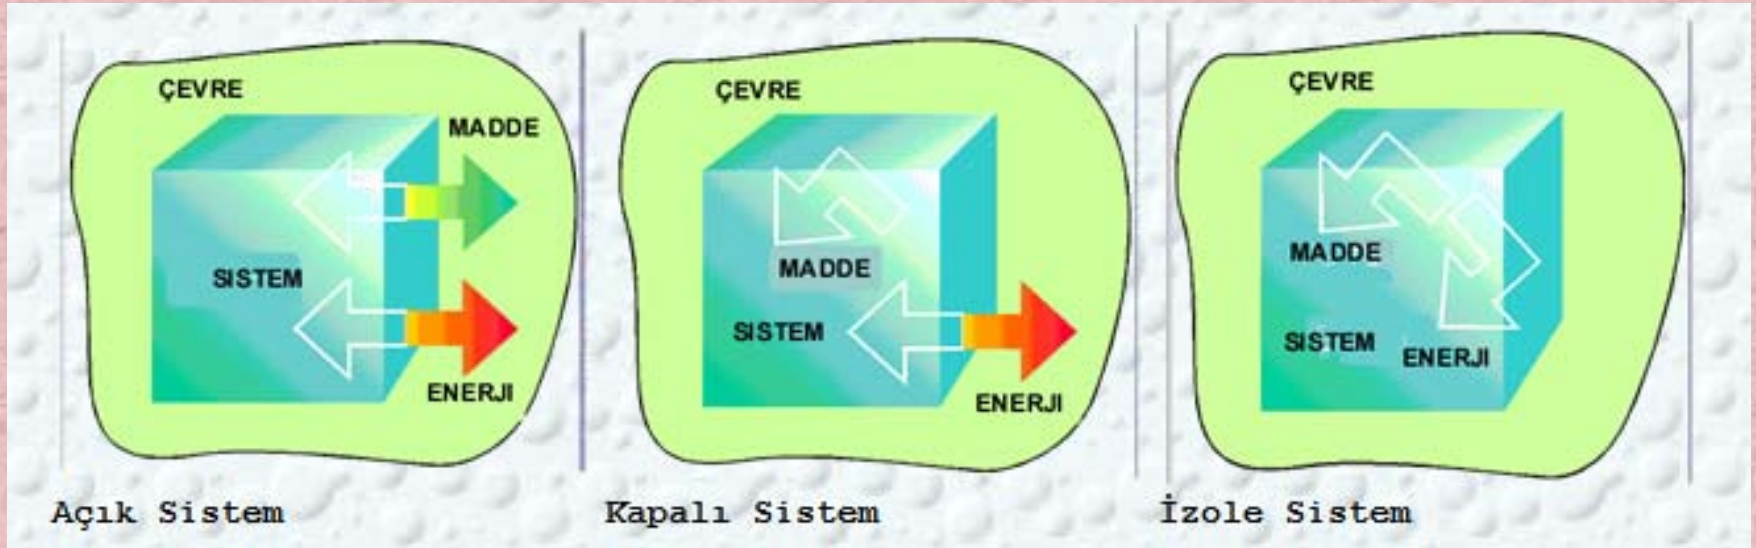 ÇEVRE
MADDE
SISTEM
ENERJI
Açık Sistem
ÇEVRE
MADDE
SISTEM
ENERJI
Kapalı Sistem
ÇEVRE
MADDE
SISTEM
ENERJI
İzole Sistem